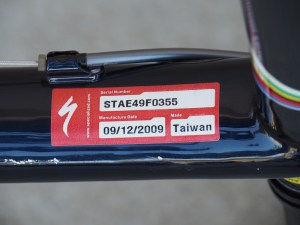 Serial Number
STAE49F0355
Manufacture Date Made
09/12/2009 Taiwan